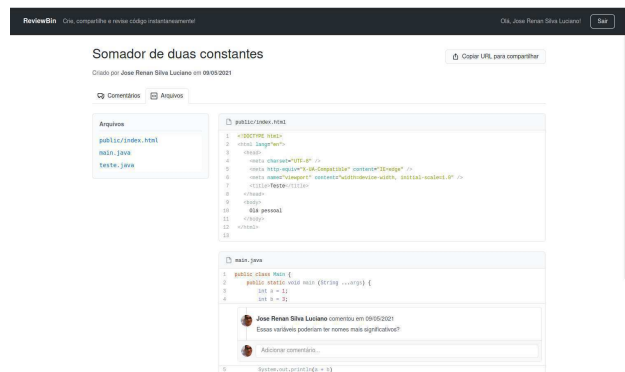 ReviewBin Crie, compartilhe e revise código instantaneamente! Olá, Jose Renan Silva Luciano! Sair
Somador de duas constantes
Copiar URL para compartilhar
Criado por Jose Renan Silva Luciano em 09/05/2021
Comentários Arquivos
Arquivos
public/index.html
main.java
teste.java
public/index.html
1 <!DOCTYPE html>
2 <html lang="en">
3 <head>
4 <meta charset="UTF-8" />
5 <meta http-equiv="X-UA-Compatible" content="IE=edge" />
6 <meta name="viewport" content="width=device-width, initial-scale=1.0" />
7 <title>Teste</title>
8 </head>
9 <body>
10 Olá pessoal
11 </body>
12 </html>
13
main.java
1 public class Main {
2 public static void main (String ...args) {
3 int a = 1;
4 int b = 3;
Jose Renan Silva Luciano comentou em 09/05/2021
Essas variáveis poderiam ter nomes mais significativos?
Adicionar comentário...
5 System.out.println(a + b)